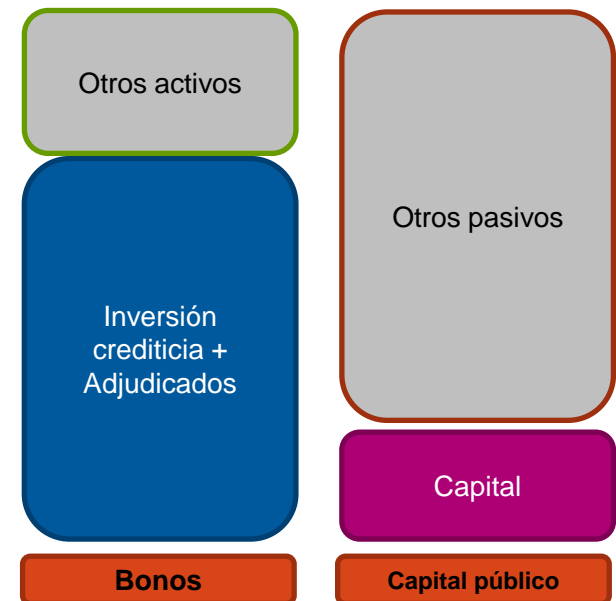 Otros activos
Inversión
crediticia +
Adjudicados
Bonos
Otros pasivos
Capital
Capital público